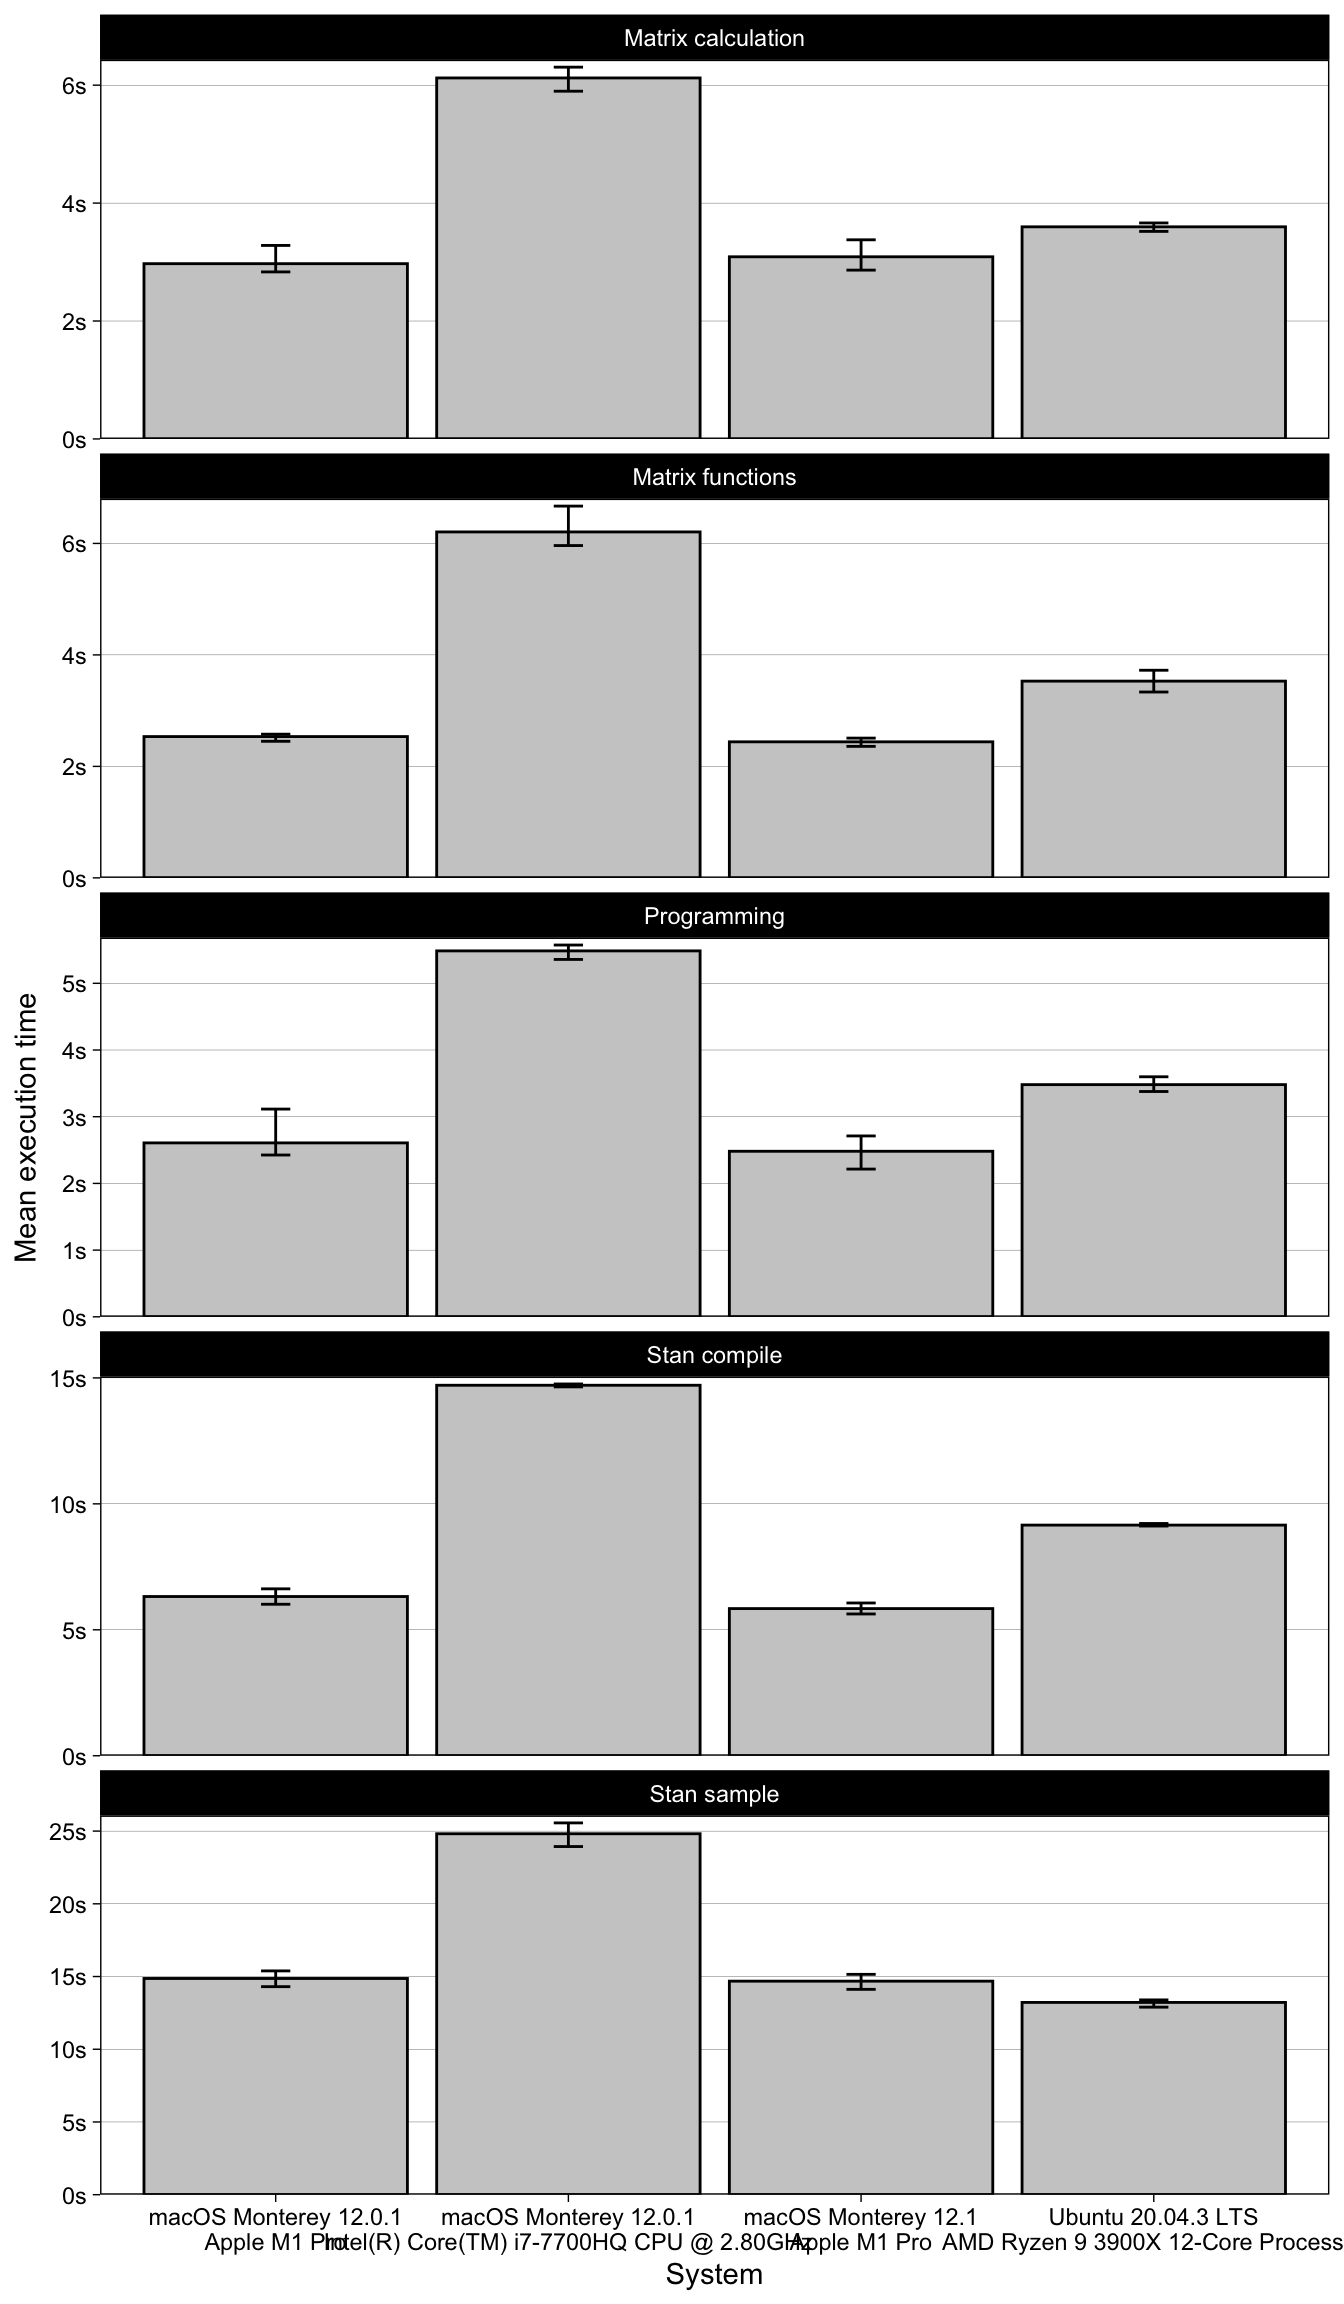 Matrix calculation
6s
4s
2s
0s
Matrix functions
6s
4s
2s
0s
Programming
5s
4s
3s
2s
1s
0s
Stan compile
15s
10s
5s
0s
Stan sample
25s
20s
15s
10s
5s
0s
Mean execution time
macOS Monterey 12.0.1
Apple M1 Pro
macOS Monterey 12.0.1
Intel(R) Core(TM) i7-7700HQ CPU @ 2.80GHz
macOS Monterey 12.1
Apple M1 Pro
Ubuntu 20.04.3 LTS
AMD Ryzen 9 3900X 12-Core Process
System